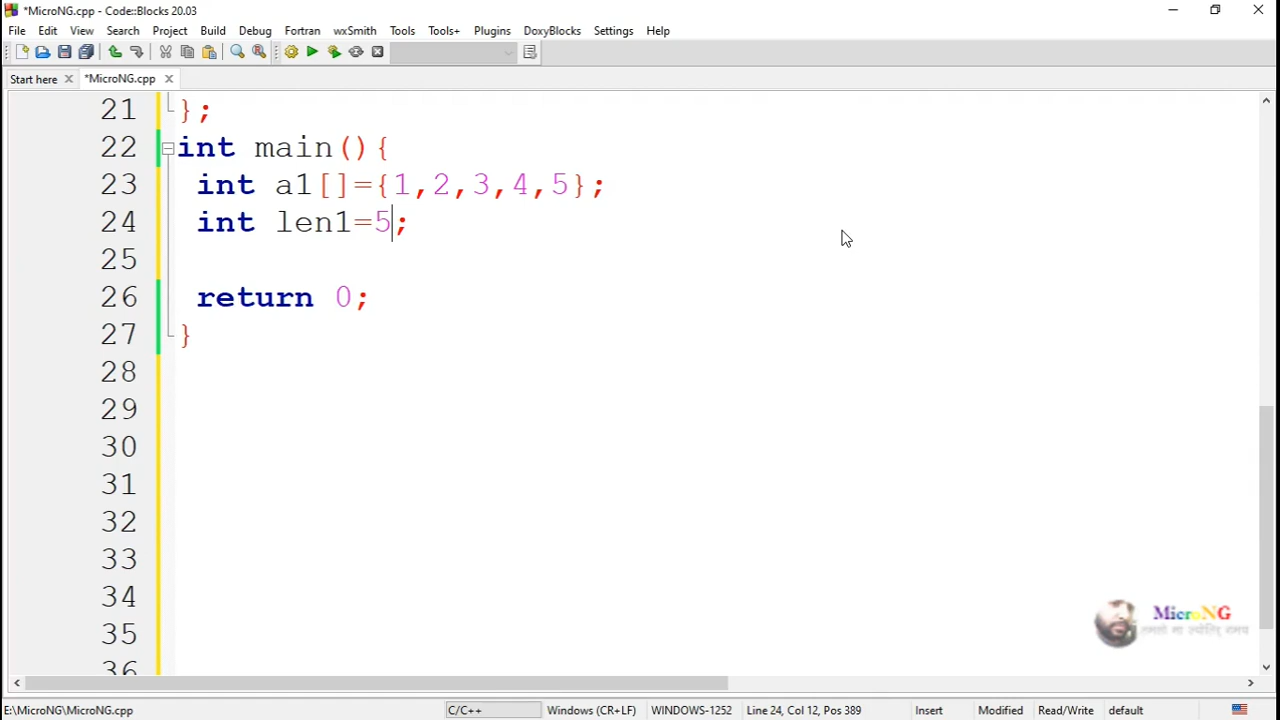 *MicroNG.cpp - Code::Blocks 20.03
File Edit View Search Project Build Debug Fortran wxSmith Tools Tools+ Plugins DoxyBlocks Settings Help
Start here *MicroNG.cpp
21 };
22 int main(){
23 int a1[]={1,2,3,4,5};
24 int len1=5;
25
26 return 0;
27 }
28
29
30
31
32
33
34
35
36
MicroNG
तमसो मा ज्योतिर् गमय
E:\MicroNG\MicroNG.cpp C/C++ Windows (CR+LF) WINDOWS-1252 Line 24, Col 12, Pos 389 Insert Modified Read/Write default